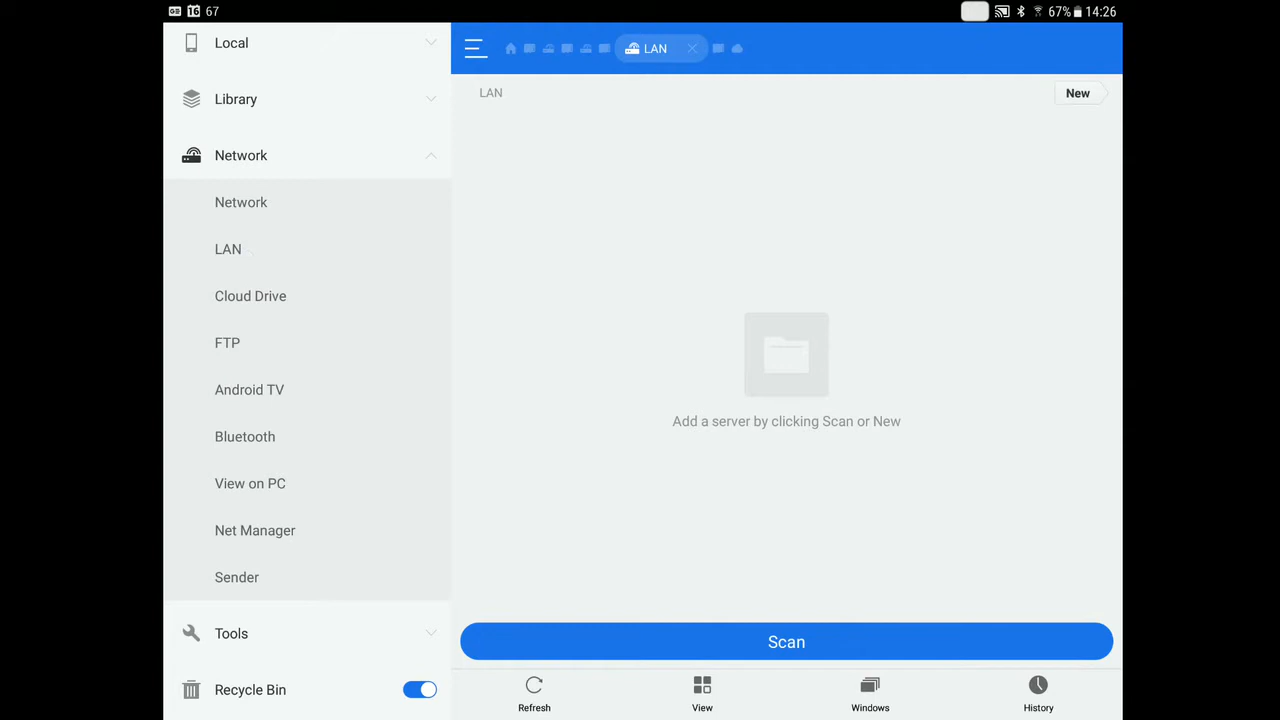 16 67 67% 14:26
Local
Library
Network
Network
LAN
Cloud Drive
FTP
Android TV
Bluetooth
View on PC
Net Manager
Sender
Tools
Recycle Bin
LAN
LAN
New
Add a server by clicking Scan or New
Scan
Refresh
View
Windows
History